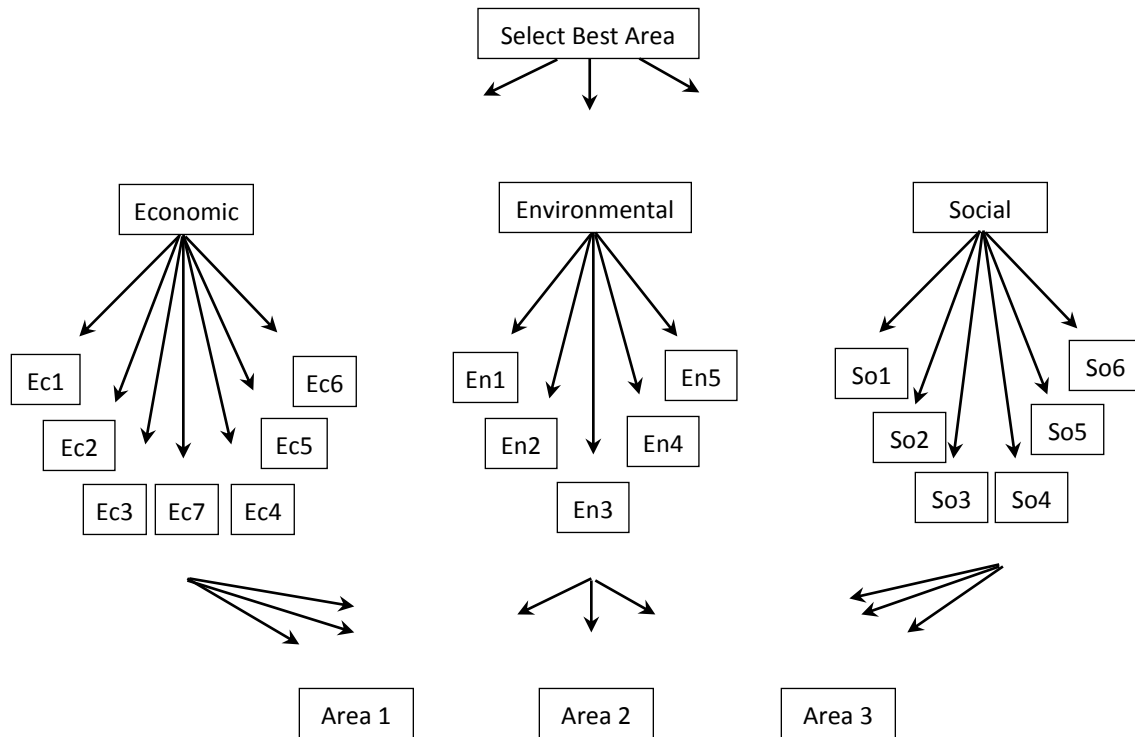 Select Best Area
Economic
Environmental
Social
Ec1
Ec2
Ec3
Ec7
Ec4
Ec5
Ec6
En1
En2
En3
En4
En5
So1
So2
So3
So4
So5
So6
Area 1
Area 2
Area 3